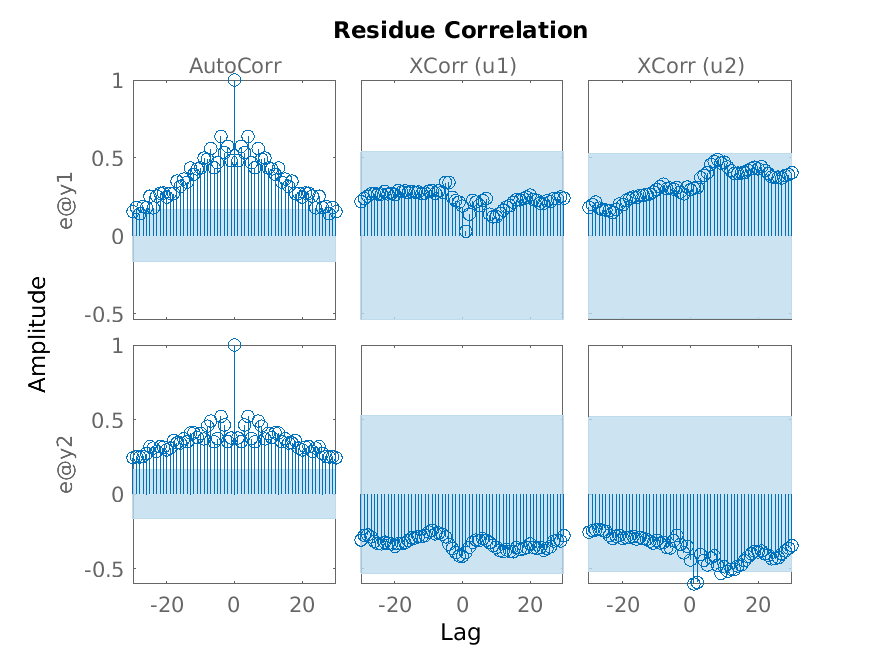 Residue Correlation
AutoCorr
XCorr (u1)
XCorr (u2)
e@y1
1
0.5
0
-0.5
Amplitude
e@y2
1
0.5
0
-0.5
-20 0 20
-20 0 20
-20 0 20
Lag